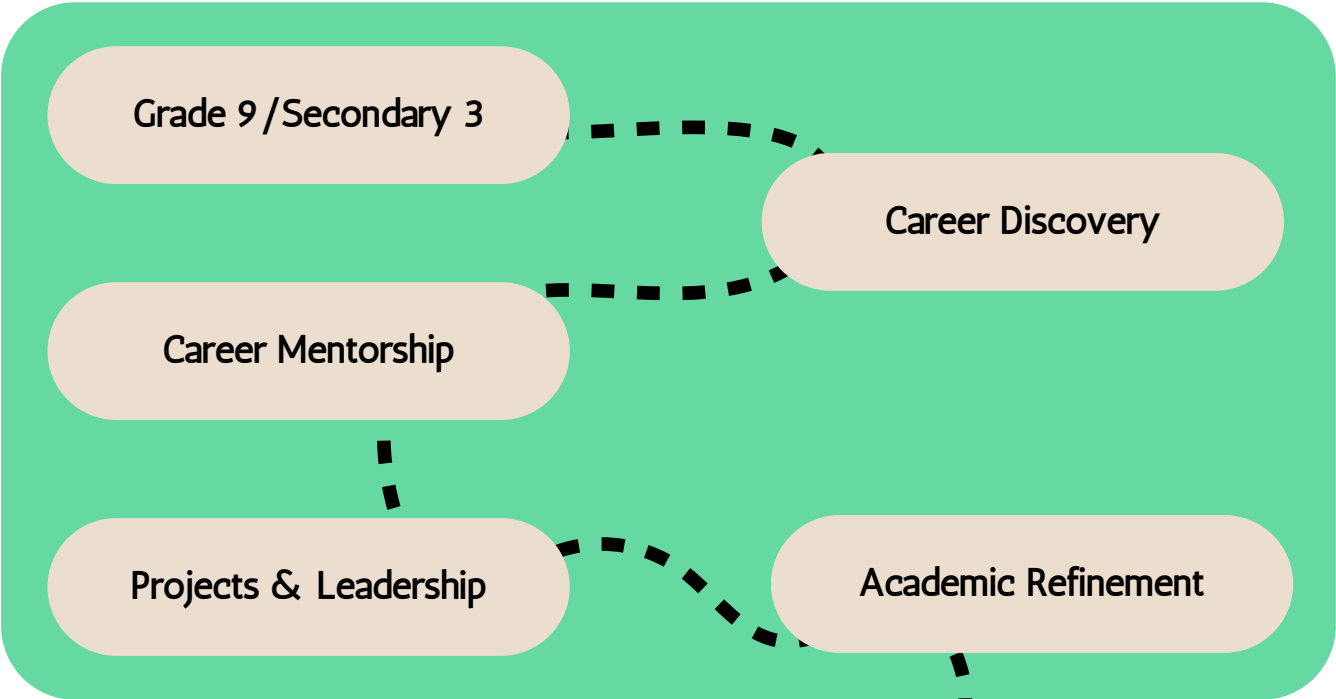 Grade 9/Secondary 3
Career Discovery
Career Mentorship
Projects & Leadership
Academic Refinement